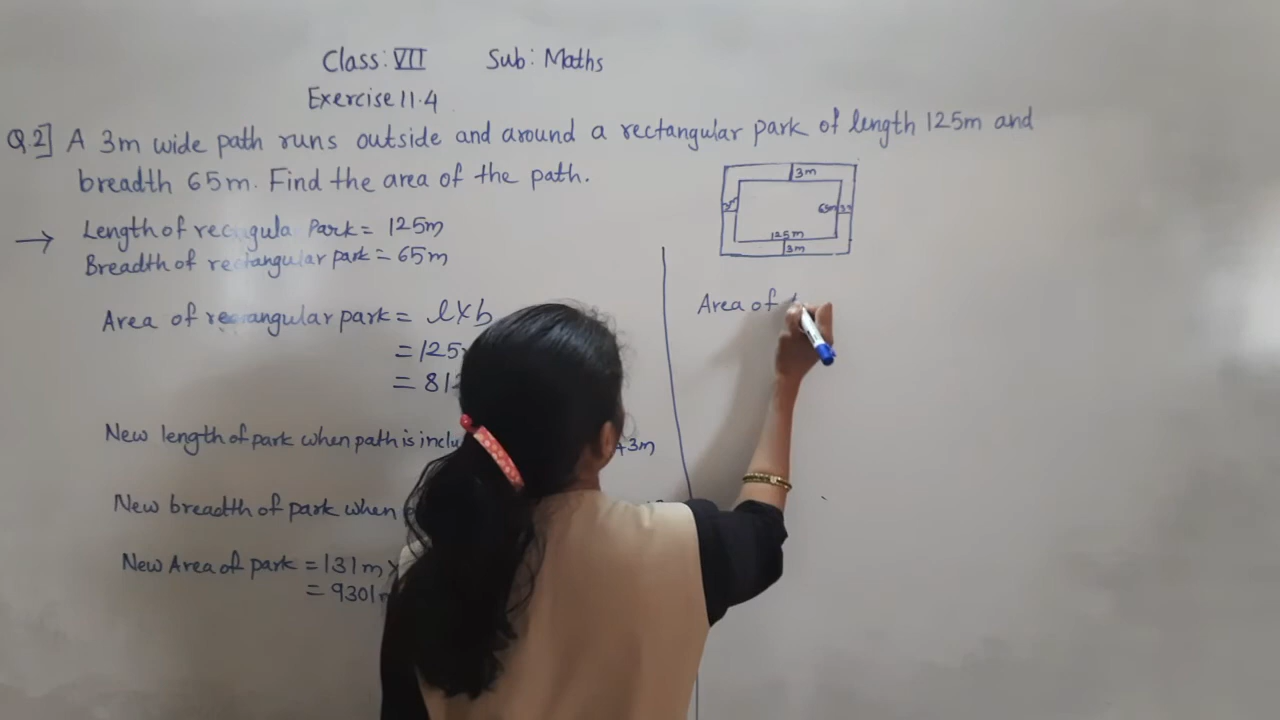 Class: VII Sub: Maths
Exercise 11.4
Q.2] A 3m wide path runs outside and around a rectangular park of length 125m and
breadth 65m. Find the area of the path.
Length of rectangula Park = 125m
Breadth of rectangular park = 65m
Area of rectangular park = l×b
= 125
= 81
New length of park when path is inclu +3m
New breadth of park when
New Area of park = 131m ×
= 9301m
3m
65m 3m
125m
3m
Area of